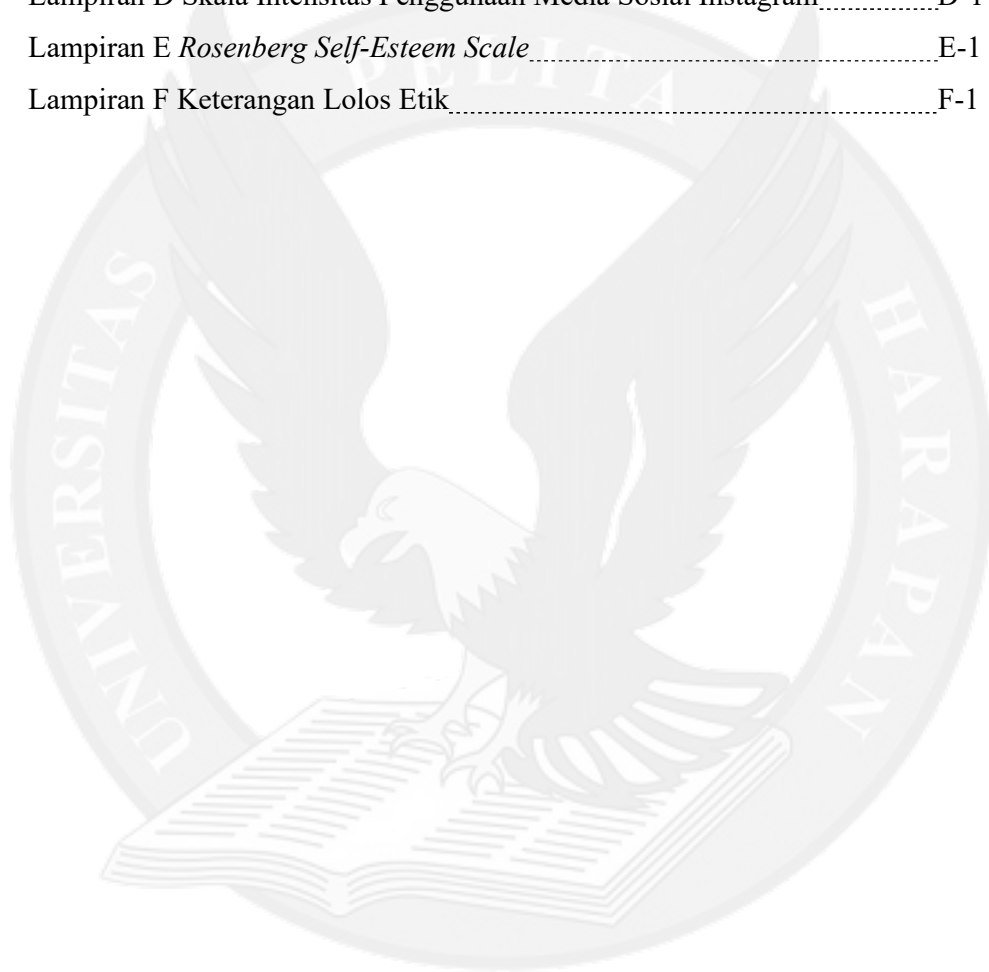 Lampiran D Skala Intensitas Penggunaan Media Sosial Instagram D-1
Lampiran E Rosenberg Self-Esteem Scale E-1
Lampiran F Keterangan Lolos Etik F-1
UNIVERSITAS PELITA HARAPAN